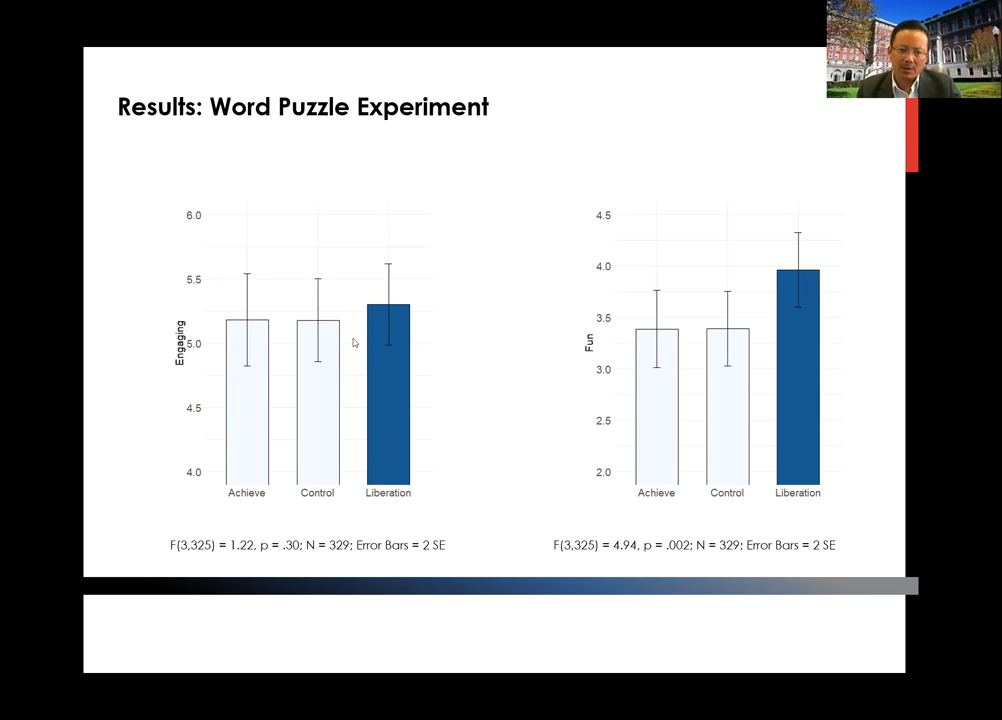 Results: Word Puzzle Experiment
Engaging
6.0
5.5
5.0
4.5
4.0
Achieve Control Liberation
F(3,325) = 1.22, p = .30; N = 329; Error Bars = 2 SE
Fun
4.5
4.0
3.5
3.0
2.5
2.0
Achieve Control Liberation
F(3,325) = 4.94, p = .002; N = 329; Error Bars = 2 SE